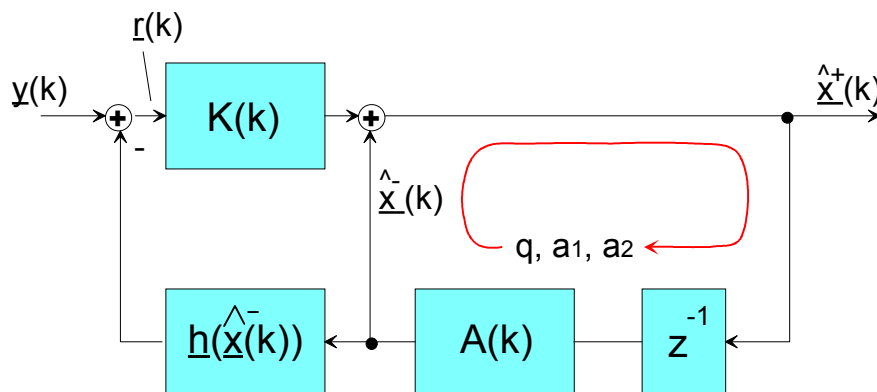 r(k)
y(k)
x̂⁺(k)
K(k)
+
+
-
x̂⁻(k)
q, a₁, a₂
h(x̂⁻(k))
A(k)
z⁻¹